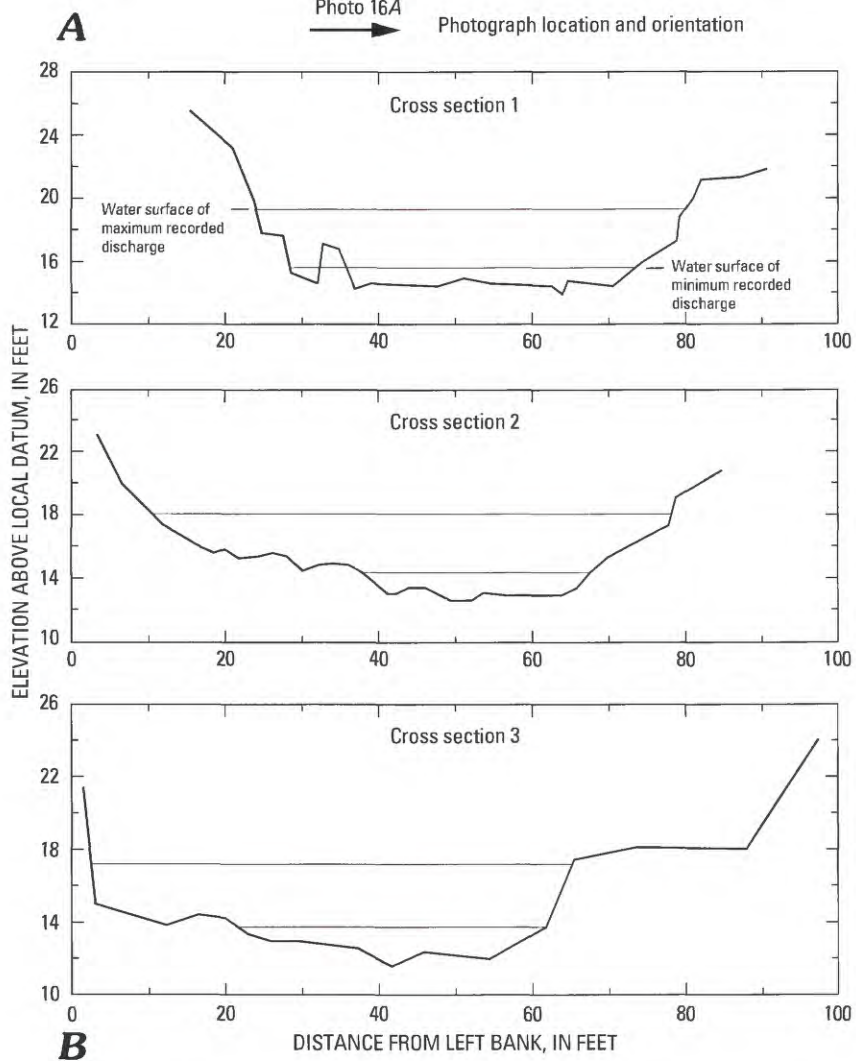 Photo 16A
A
Photograph location and orientation
28
24
20
16
12
Cross section 1
Water surface of
maximum recorded
discharge
Water surface of
minimum recorded
discharge
0 20 40 60 80 100
ELEVATION ABOVE LOCAL DATUM, IN FEET
26
22
18
14
10
Cross section 2
0 20 40 60 80 100
26
22
18
14
10
Cross section 3
0 20 40 60 80 100
B
DISTANCE FROM LEFT BANK, IN FEET